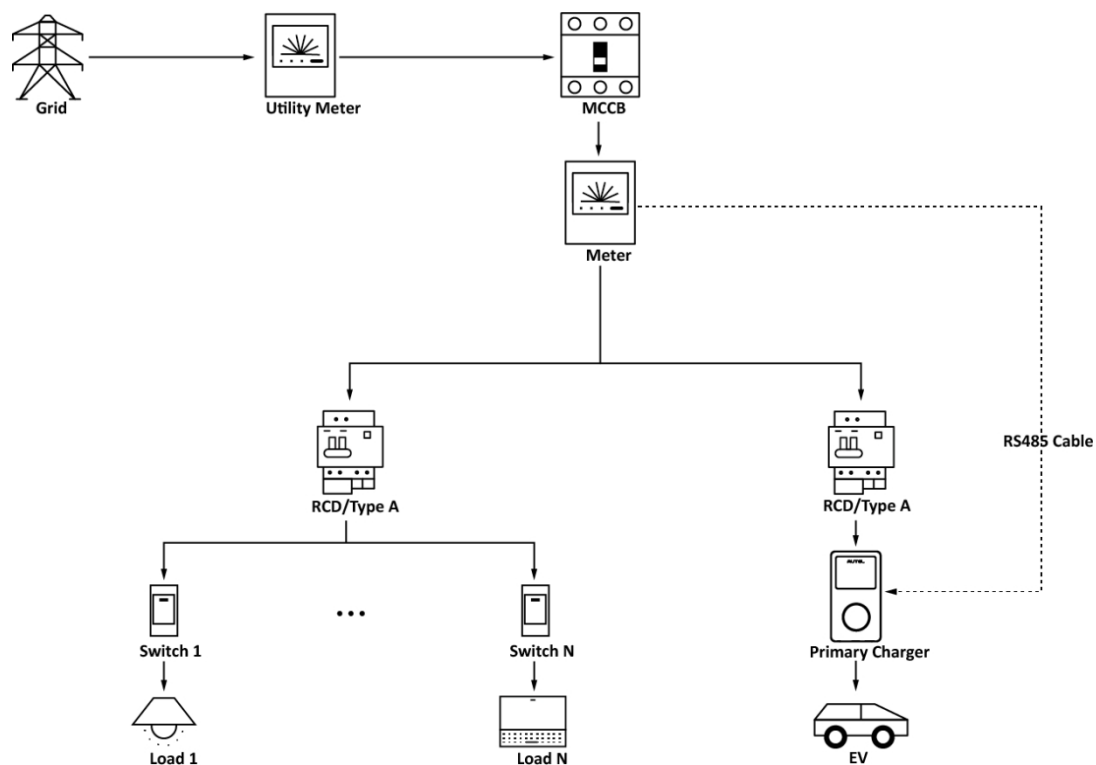 Grid
Utility Meter
MCCB
Meter
RS485 Cable
RCD/Type A
RCD/Type A
AUTEL
Switch 1
Switch N
Primary Charger
Load 1
Load N
EV